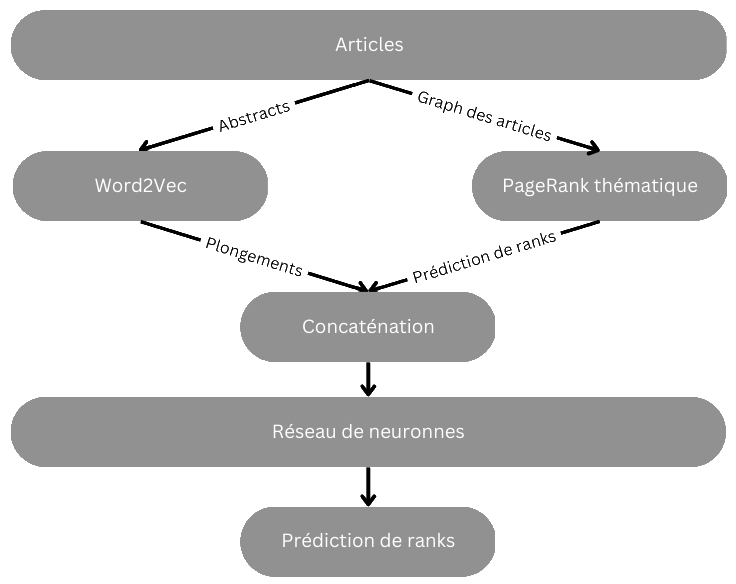 Articles
Abstracts
Graph des articles
Word2Vec
PageRank thématique
Plongements
Prédiction de ranks
Concaténation
Réseau de neuronnes
Prédiction de ranks